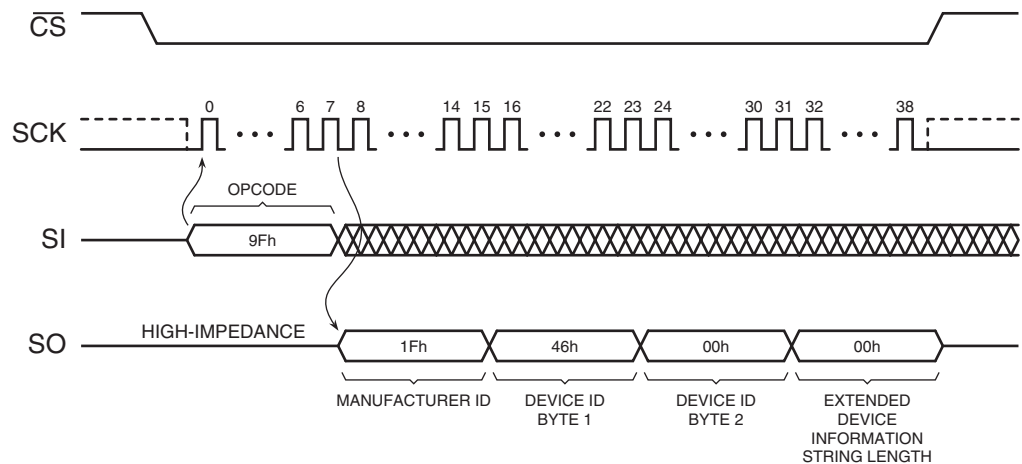 CS
0 6 7 8 14 15 16 22 23 24 30 31 32 38
SCK
OPCODE
SI
9Fh
HIGH-IMPEDANCE
SO
1Fh 46h 00h 00h
MANUFACTURER ID
DEVICE ID
BYTE 1
DEVICE ID
BYTE 2
EXTENDED
DEVICE
INFORMATION
STRING LENGTH